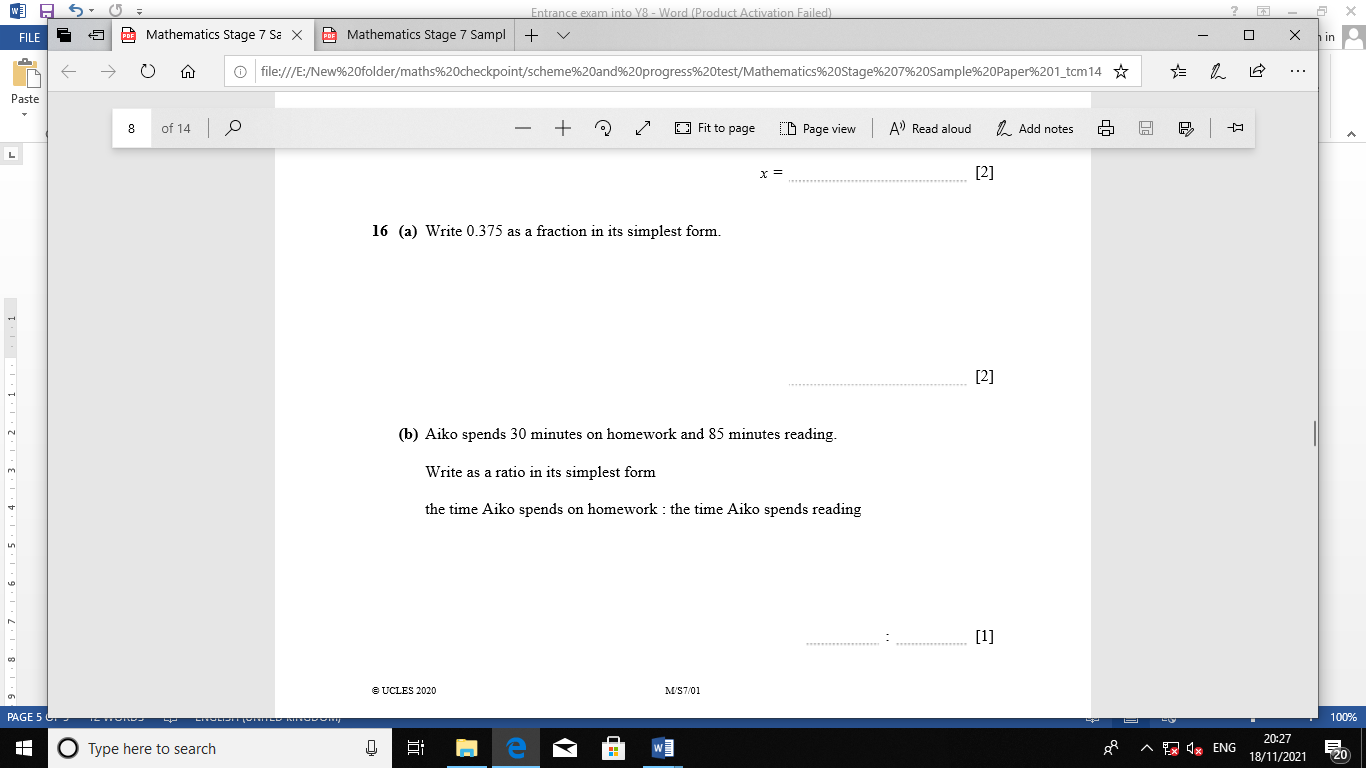 Entrance exam into Y8 - Word (Product Activation Failed)
FILE
Mathematics Stage 7 Sa
Mathematics Stage 7 Sampl
file:///E:/New%20folder/maths%20checkpoint/scheme%20and%20progress%20test/Mathematics%20Stage%207%20Sample%20Paper%201_tcm14
Paste
8 of 14
Fit to page
Page view
Read aloud
Add notes
x = [2]
16 (a) Write 0.375 as a fraction in its simplest form.
[2]
(b) Aiko spends 30 minutes on homework and 85 minutes reading.
Write as a ratio in its simplest form
the time Aiko spends on homework : the time Aiko spends reading
: [1]
© UCLES 2020
M/S7/01
100%
Type here to search
ENG
20:27
18/11/2021
20